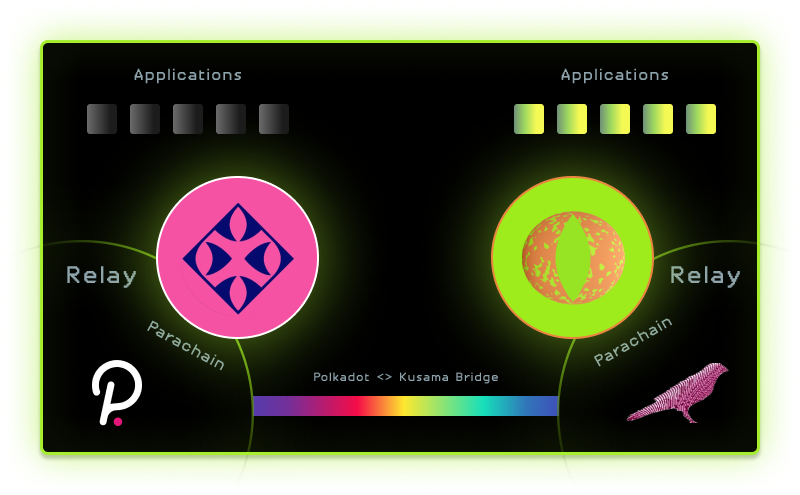 Applications
Applications
Relay
Relay
Parachain
Parachain
Polkadot <> Kusama Bridge